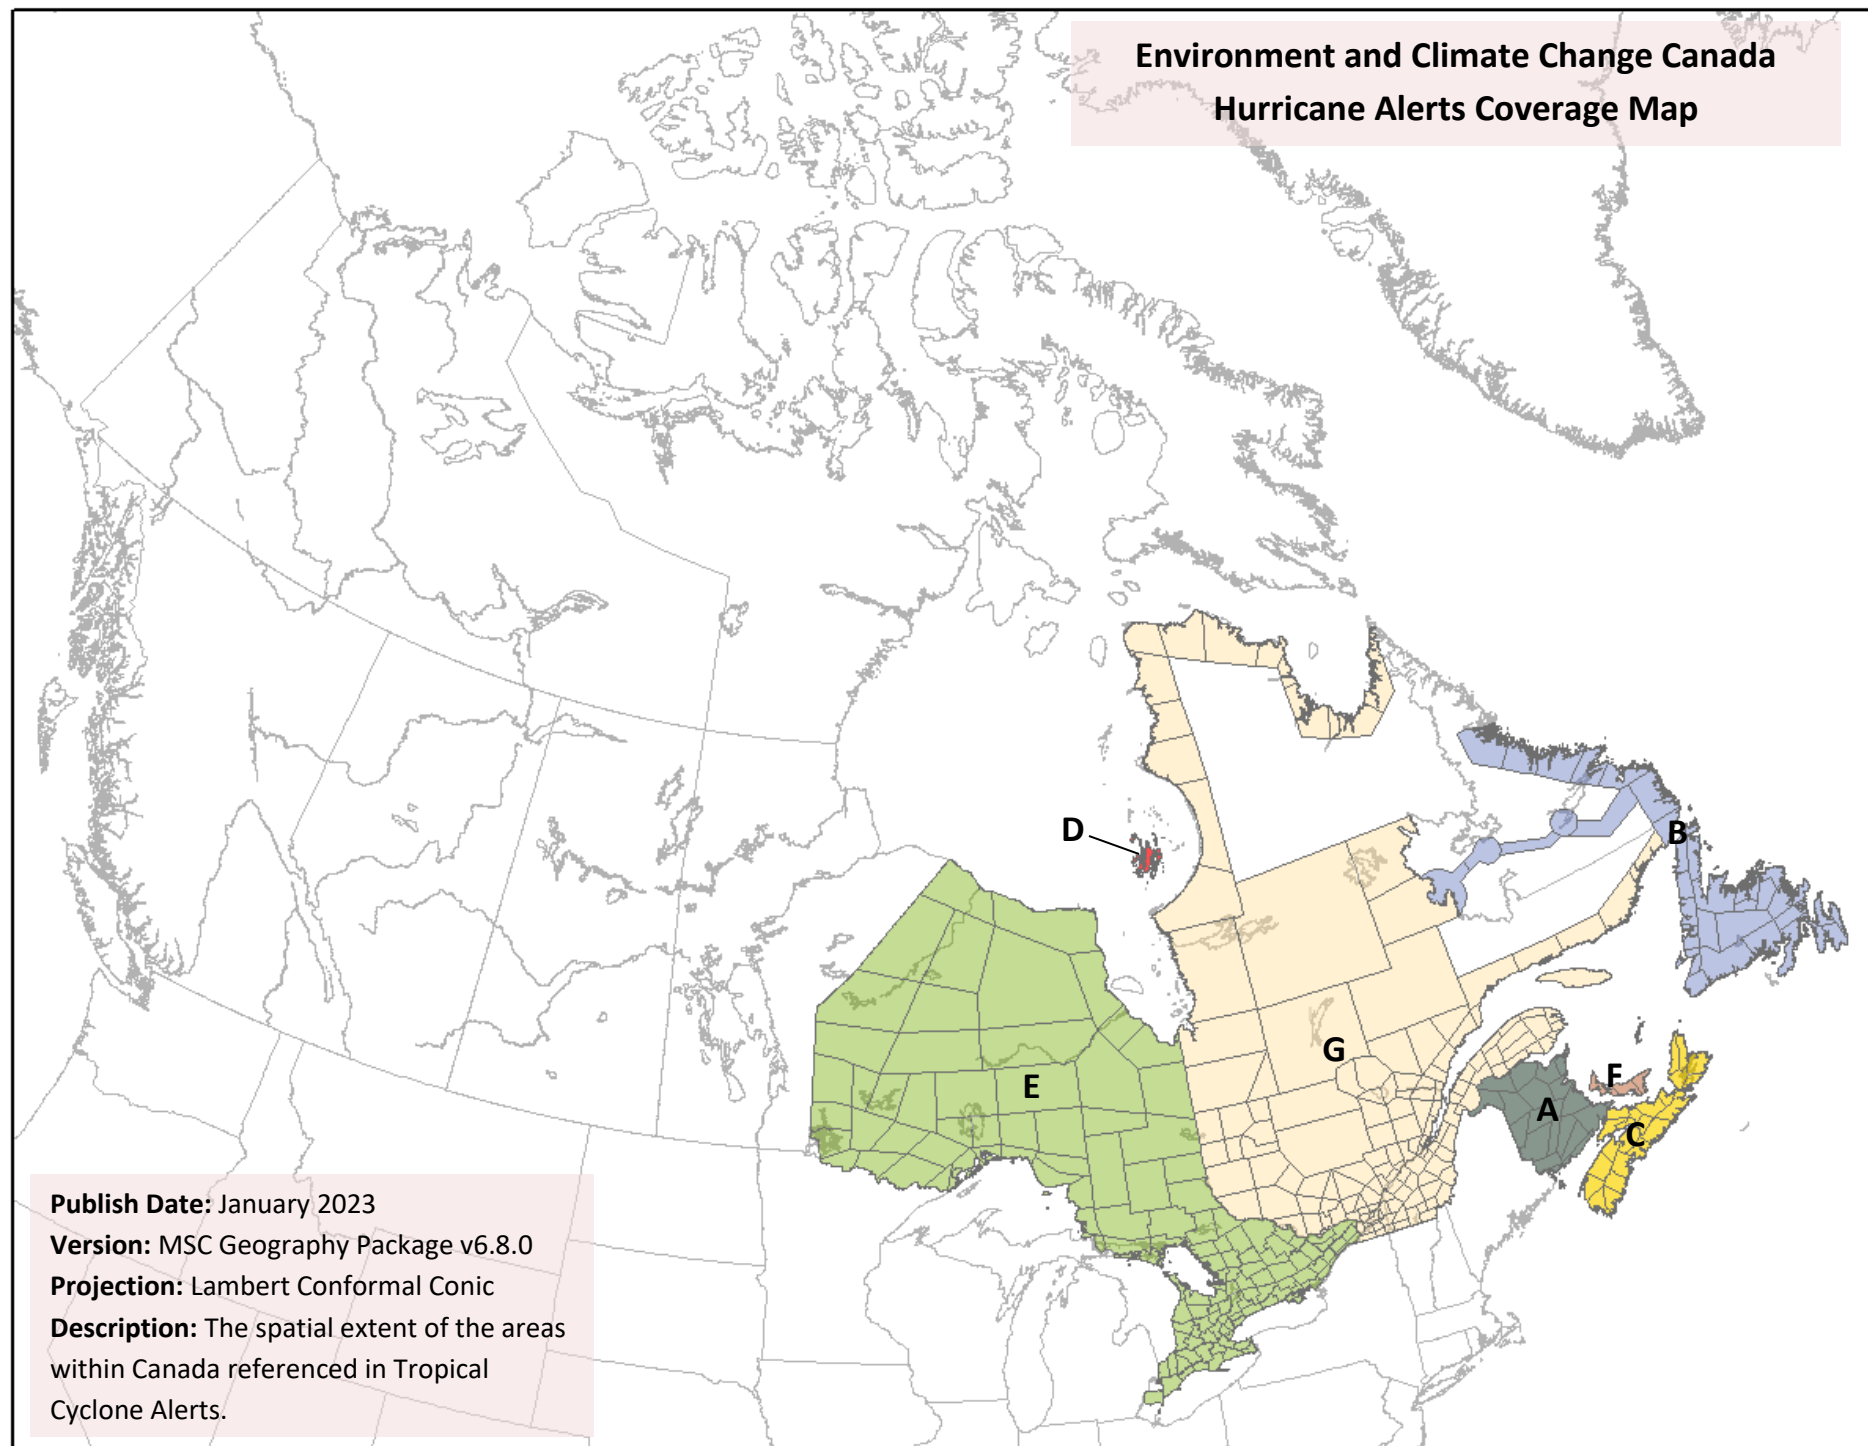 Environment and Climate Change Canada
Hurricane Alerts Coverage Map
D
B
G
E
F
A
C
Publish Date: January 2023
Version: MSC Geography Package v6.8.0
Projection: Lambert Conformal Conic
Description: The spatial extent of the areas
within Canada referenced in Tropical
Cyclone Alerts.